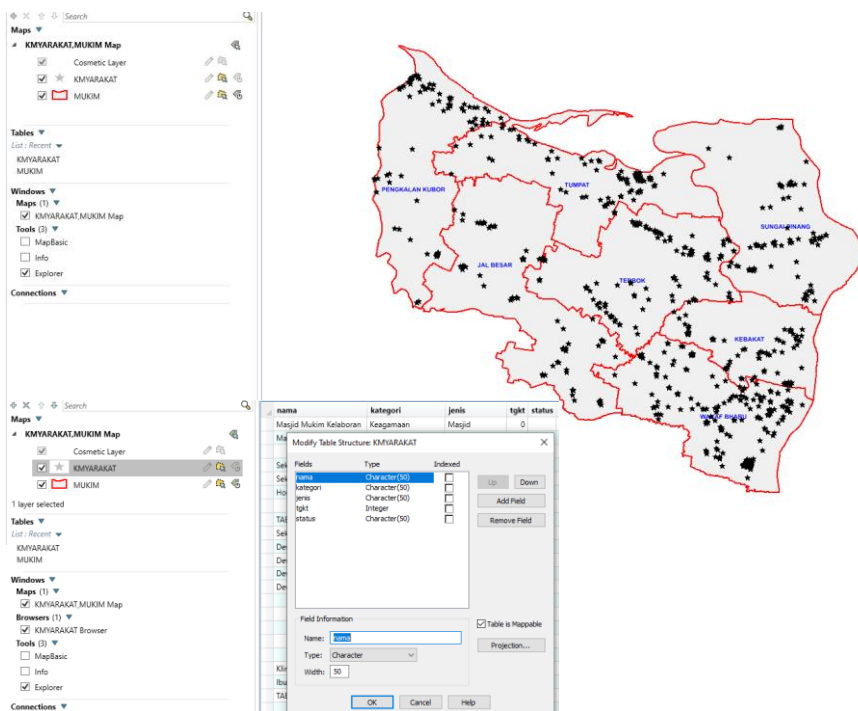 Search
Maps
KMYARAKAT,MUKIM Map
Cosmetic Layer
KMYARAKAT
MUKIM
Tables
List : Recent
KMYARAKAT
MUKIM
Windows
Maps (1)
KMYARAKAT,MUKIM Map
Tools (3)
MapBasic
Info
Explorer
Connections
PENGKALAN KUBOR
TUMPAT
SUNGAI PINANG
JAL BESAR
TERBOK
KEBAKAT
WAKAF BHARU
Search
Maps
KMYARAKAT,MUKIM Map
Cosmetic Layer
KMYARAKAT
MUKIM
1 layer selected
Tables
List : Recent
KMYARAKAT
MUKIM
Windows
Maps (1)
KMYARAKAT,MUKIM Map
Browsers (1)
KMYARAKAT Browser
Tools (3)
MapBasic
Info
Explorer
Connections
nama kategori jenis tgkt status
Masjid Mukim Kelaboran Keagamaan Masjid 0
Modify Table Structure: KMYARAKAT
Fields Type Indexed
nama Character(50)
kategori Character(50)
jenis Character(50)
tgkt Integer
status Character(50)
Up Down
Add Field
Remove Field
Field Information
Name: nama
Type: Character
Width: 50
Table is Mappable
Projection...
OK Cancel Help